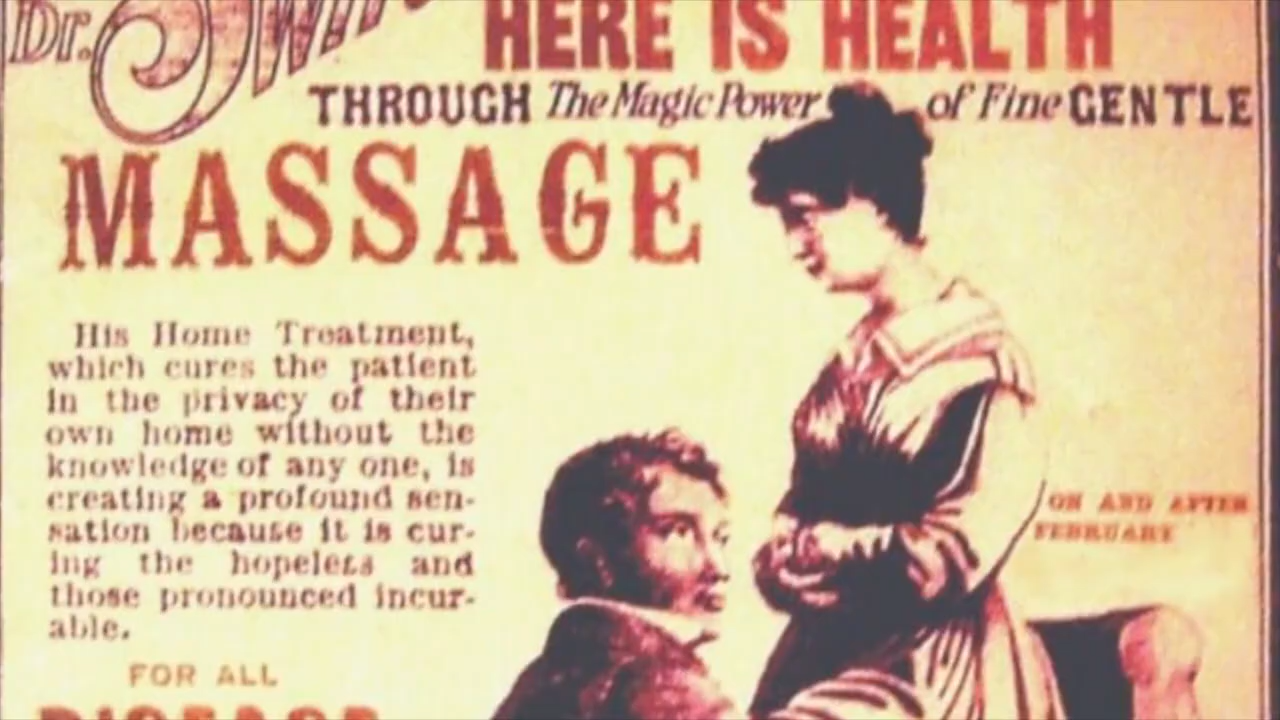 Dr.
HERE IS HEALTH
THROUGH The Magic Power of Fine GENTLE
MASSAGE
His Home Treatment,
which cures the patient
in the privacy of their
own home without the
knowledge of any one, is
creating a profound sen-
sation because it is cur-
ing the hopeless and
those pronounced incur-
able.
ON AND AFTER
FEBRUARY
FOR ALL